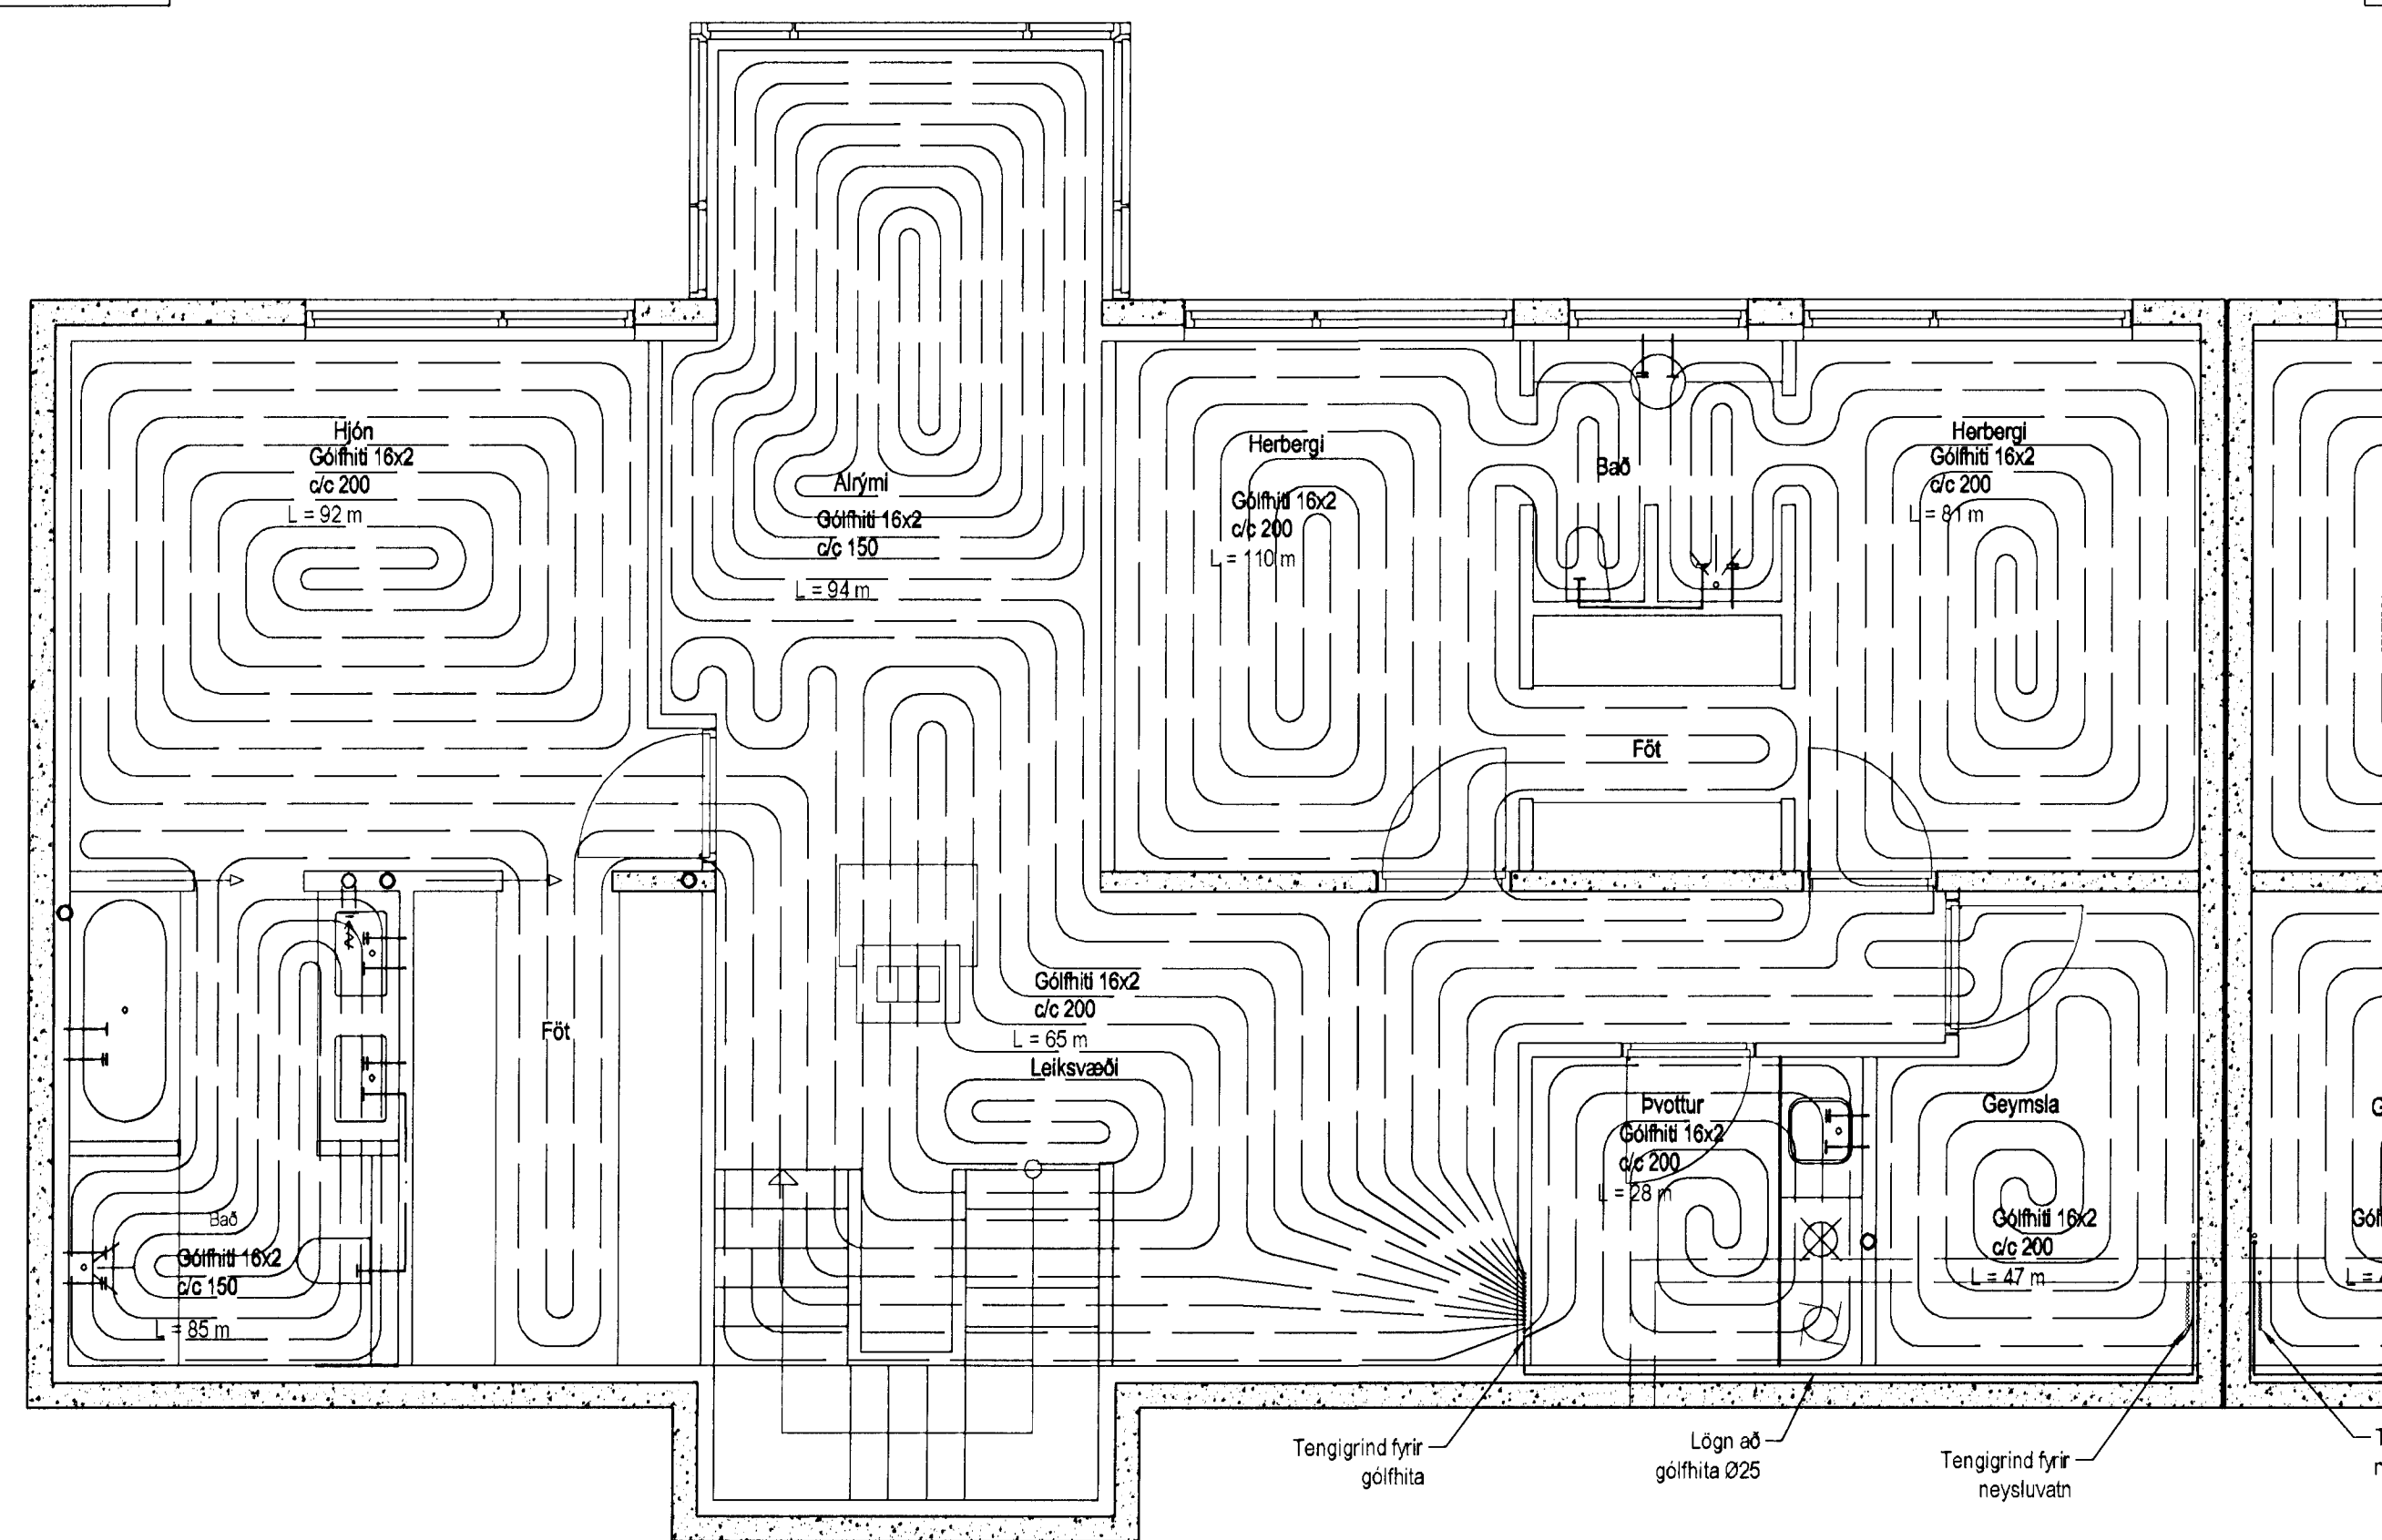 Hjón
Gólfhiti 16x2
c/c 200
L = 92 m
Alrými
Gólfhiti 16x2
c/c 150
L = 94 m
Herbergi
Gólfhiti 16x2
c/c 200
L = 110 m
Bað
Herbergi
Gólfhiti 16x2
c/c 200
L = 81 m
Föt
Föt
Gólfhiti 16x2
c/c 200
L = 65 m
Leiksvæði
Bað
Gólfhiti 16x2
c/c 150
L = 85 m
Þvottur
Gólfhiti 16x2
c/c 200
L = 28 m
Geymsla
Gólfhiti 16x2
c/c 200
L = 47 m
Tengigrind fyrir
gólfhita
Lögn að
gólfhita Ø25
Tengigrind fyrir
neysluvatn